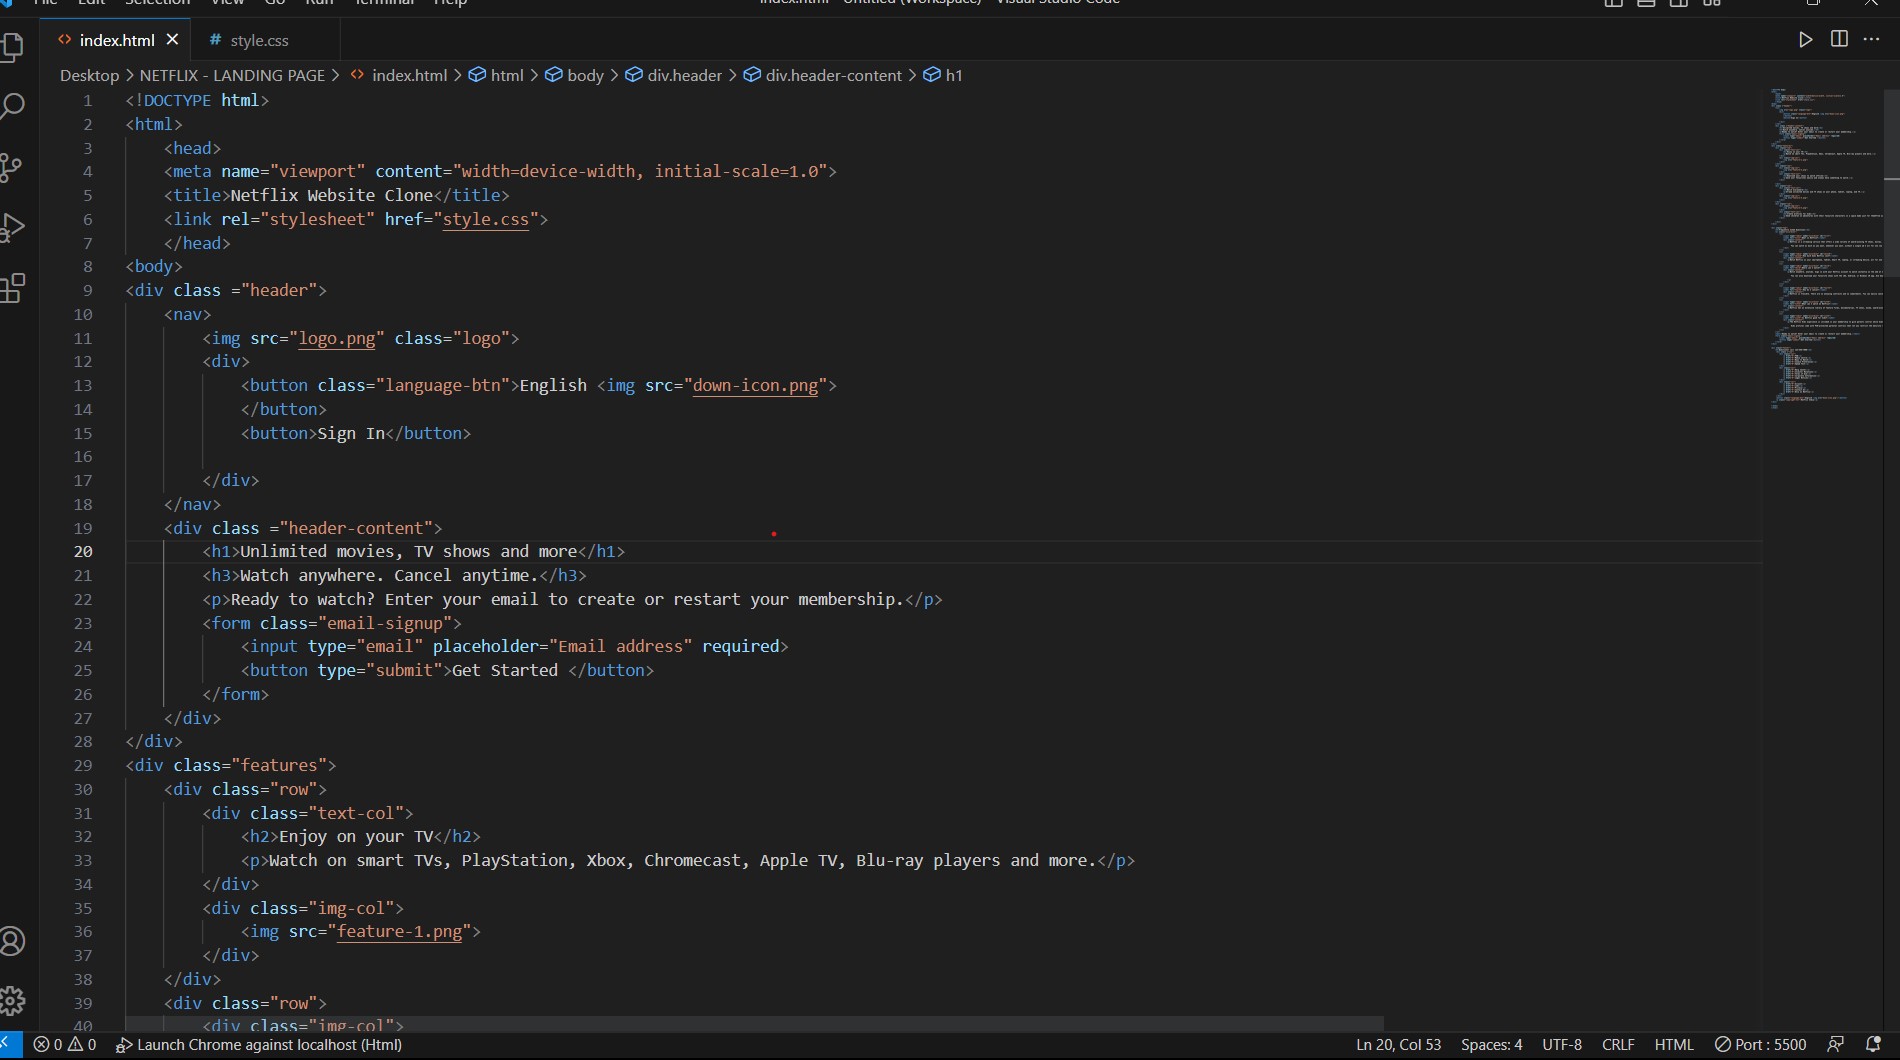 File Edit Selection View Go Run Terminal Help index.html - Untitled (Workspace) - Visual Studio Code
index.html style.css
Desktop > NETFLIX - LANDING PAGE > index.html > html > body > div.header > div.header-content > h1
1 <!DOCTYPE html>
2 <html>
3 <head>
4 <meta name="viewport" content="width=device-width, initial-scale=1.0">
5 <title>Netflix Website Clone</title>
6 <link rel="stylesheet" href="style.css">
7 </head>
8 <body>
9 <div class ="header">
10 <nav>
11 <img src="logo.png" class="logo">
12 <div>
13 <button class="language-btn">English <img src="down-icon.png">
14 </button>
15 <button>Sign In</button>
16
17 </div>
18 </nav>
19 <div class ="header-content">
20 <h1>Unlimited movies, TV shows and more</h1>
21 <h3>Watch anywhere. Cancel anytime.</h3>
22 <p>Ready to watch? Enter your email to create or restart your membership.</p>
23 <form class="email-signup">
24 <input type="email" placeholder="Email address" required>
25 <button type="submit">Get Started </button>
26 </form>
27 </div>
28 </div>
29 <div class="features">
30 <div class="row">
31 <div class="text-col">
32 <h2>Enjoy on your TV</h2>
33 <p>Watch on smart TVs, PlayStation, Xbox, Chromecast, Apple TV, Blu-ray players and more.</p>
34 </div>
35 <div class="img-col">
36 <img src="feature-1.png">
37 </div>
38 </div>
39 <div class="row">
40 <div class="img-col">
0 0 Launch Chrome against localhost (Html) Ln 20, Col 53 Spaces: 4 UTF-8 CRLF HTML Port : 5500